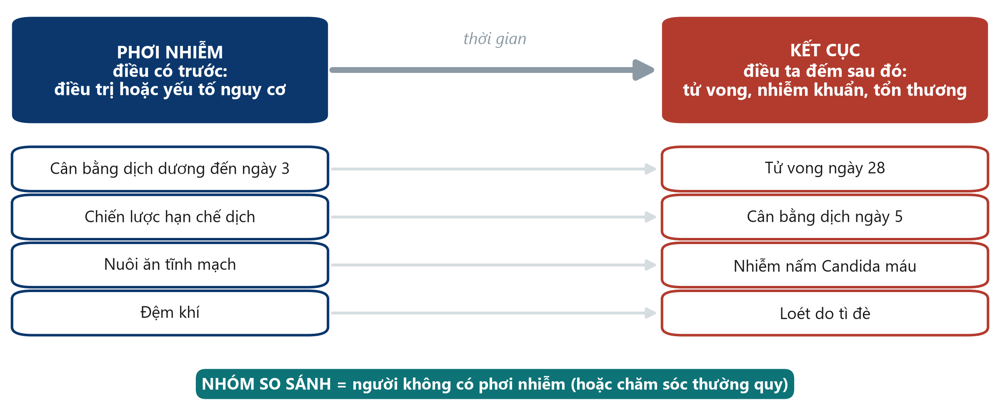 PHƠI NHIỄM
điều có trước:
điều trị hoặc yếu tố nguy cơ
thời gian
KẾT CỤC
điều ta đếm sau đó:
tử vong, nhiễm khuẩn, tổn thương
Cân bằng dịch dương đến ngày 3
Tử vong ngày 28
Chiến lược hạn chế dịch
Cân bằng dịch ngày 5
Nuôi ăn tĩnh mạch
Nhiễm nấm Candida máu
Đệm khí
Loét do tì đè
NHÓM SO SÁNH = người không có phơi nhiễm (hoặc chăm sóc thường quy)